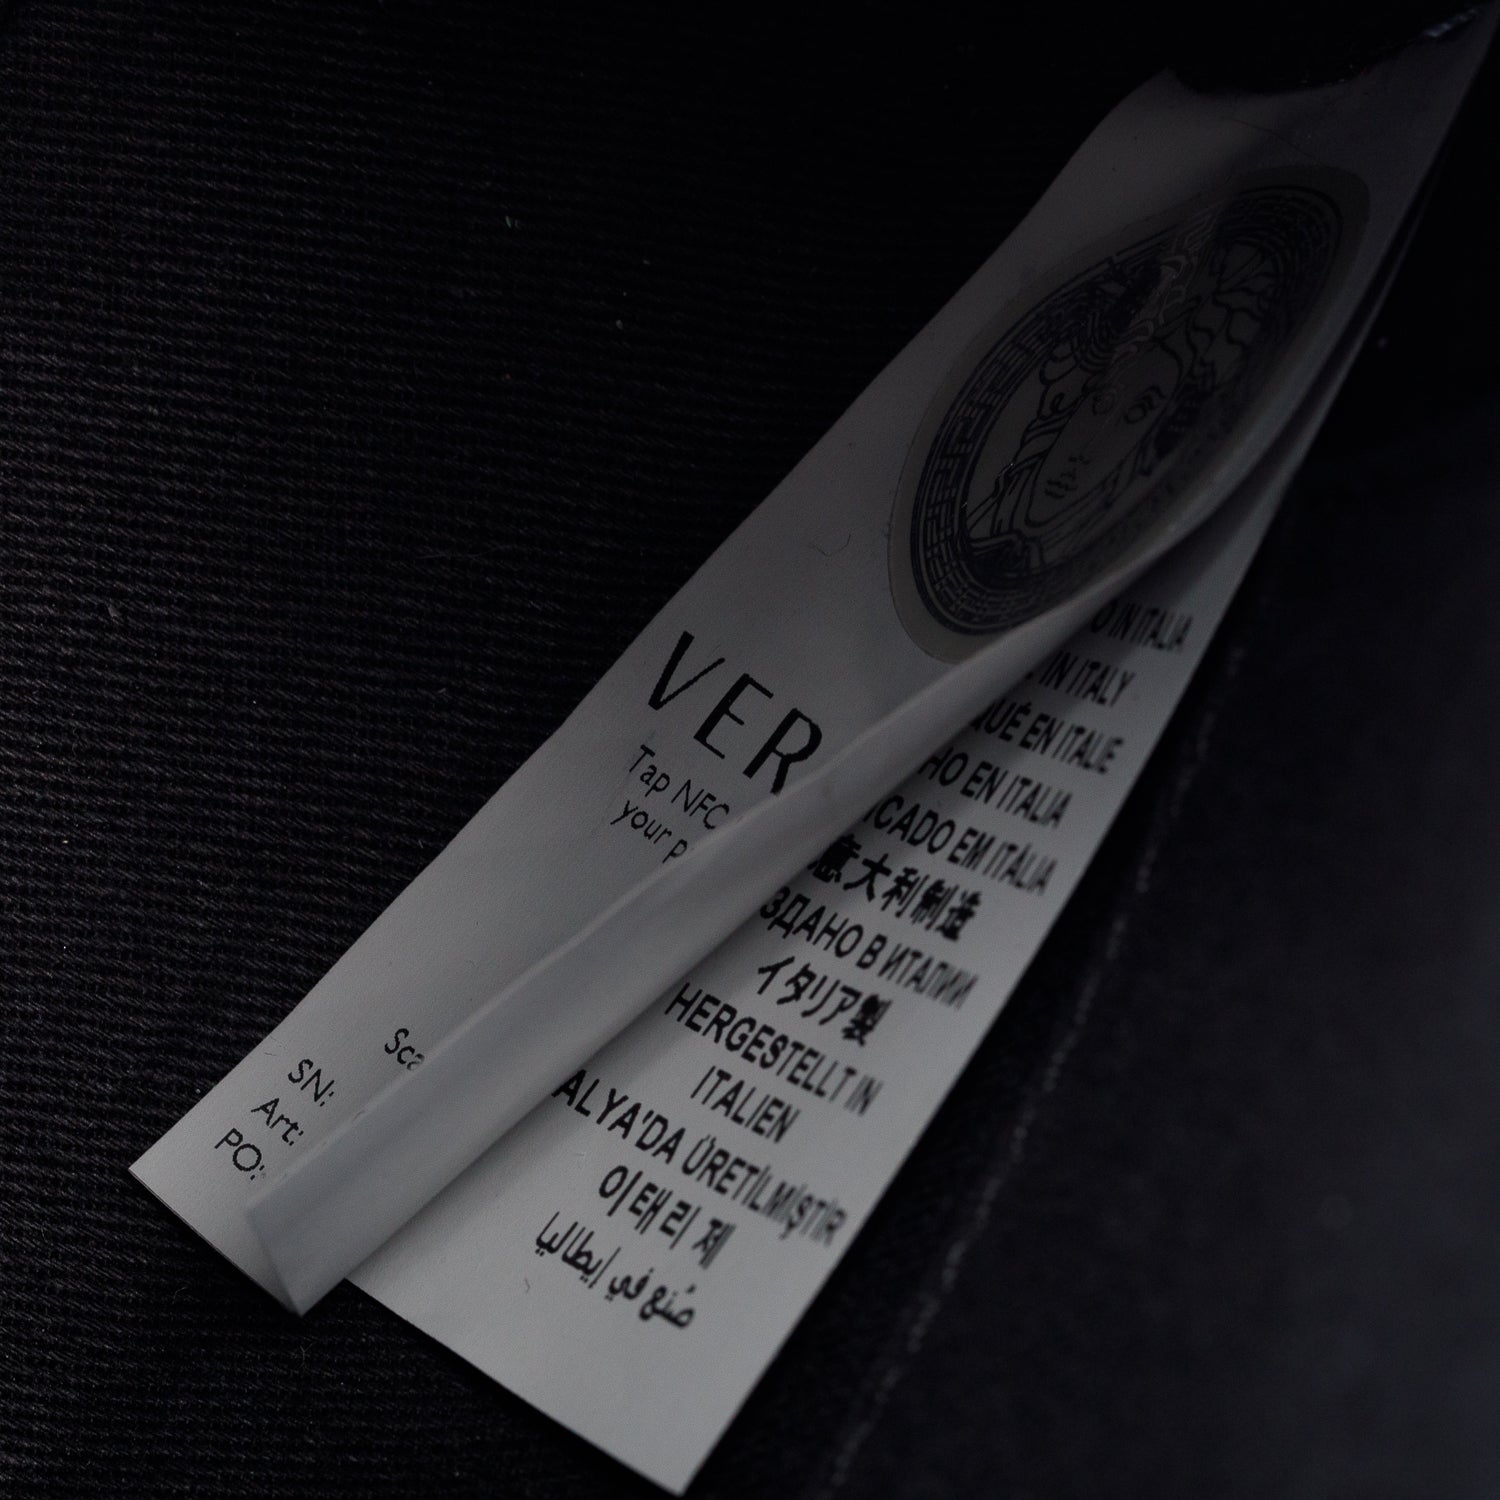 VER
Tap NFC
your p
Sca
SN:
Art:
PO:
O IN ITALIA
IN ITALY
QUÉ EN ITALIE
HO EN ITALIA
ICADO EM ITÁLIA
意大利制造
ЗДАНО В ИТАЛИИ
イタリア製
HERGESTELLT IN
ITALIEN
ALYA'DA ÜRETİLMİŞTİR
이태리 제
صُنع في إيطاليا